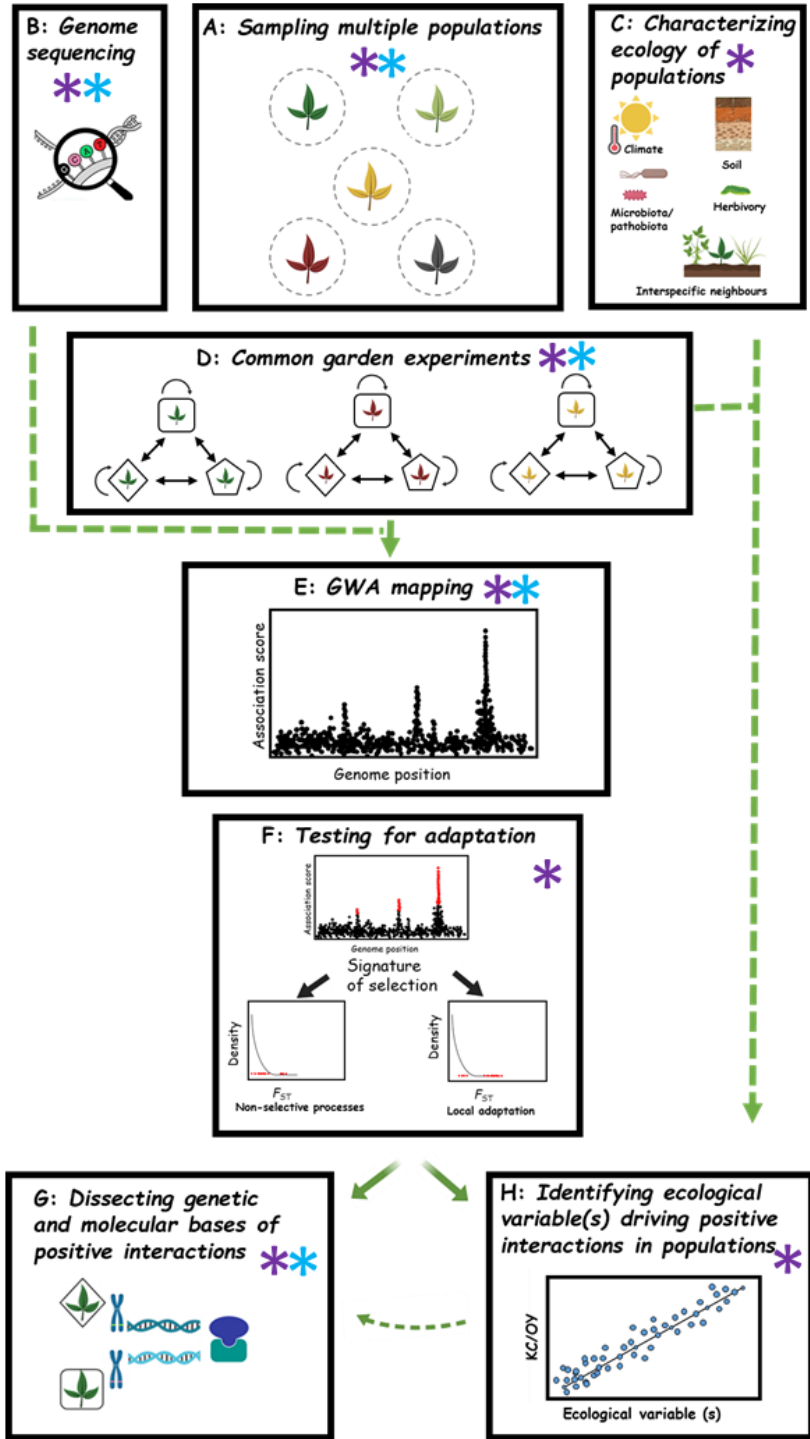 B: Genome
sequencing
G
A
T
A: Sampling multiple populations
C: Characterizing
ecology of
populations
Climate
Soil
Microbiota/
pathobiota
Herbivory
Interspecific neighbours
D: Common garden experiments
E: GWA mapping
Association score
Genome position
F: Testing for adaptation
Association score
Genome position
Signature
of selection
Density
FST
Non-selective processes
Density
FST
Local adaptation
G: Dissecting genetic
and molecular bases of
positive interactions
H: Identifying ecological
variable(s) driving positive
interactions in populations
KC/OY
Ecological variable (s)